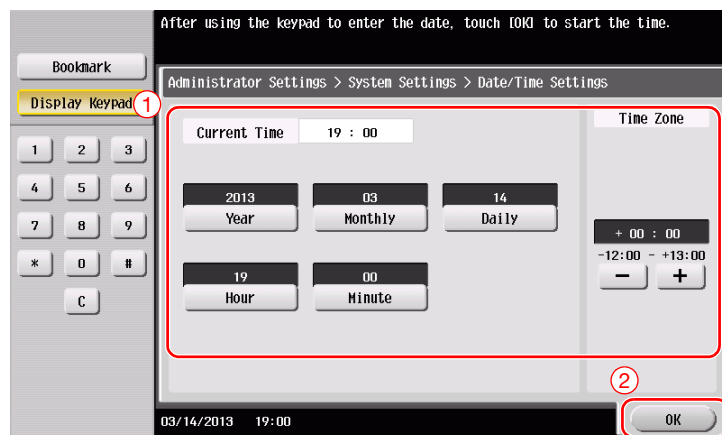 After using the keypad to enter the date, touch [OK] to start the time.
Bookmark
Display Keypad
1
Administrator Settings > System Settings > Date/Time Settings
Current Time 19 : 00
Time Zone
1 2 3
4 5 6
7 8 9
* 0 #
C
2013 03 14
Year Monthly Daily
+ 00 : 00
-12:00 - +13:00
− +
19 00
Hour Minute
2
03/14/2013 19:00
OK